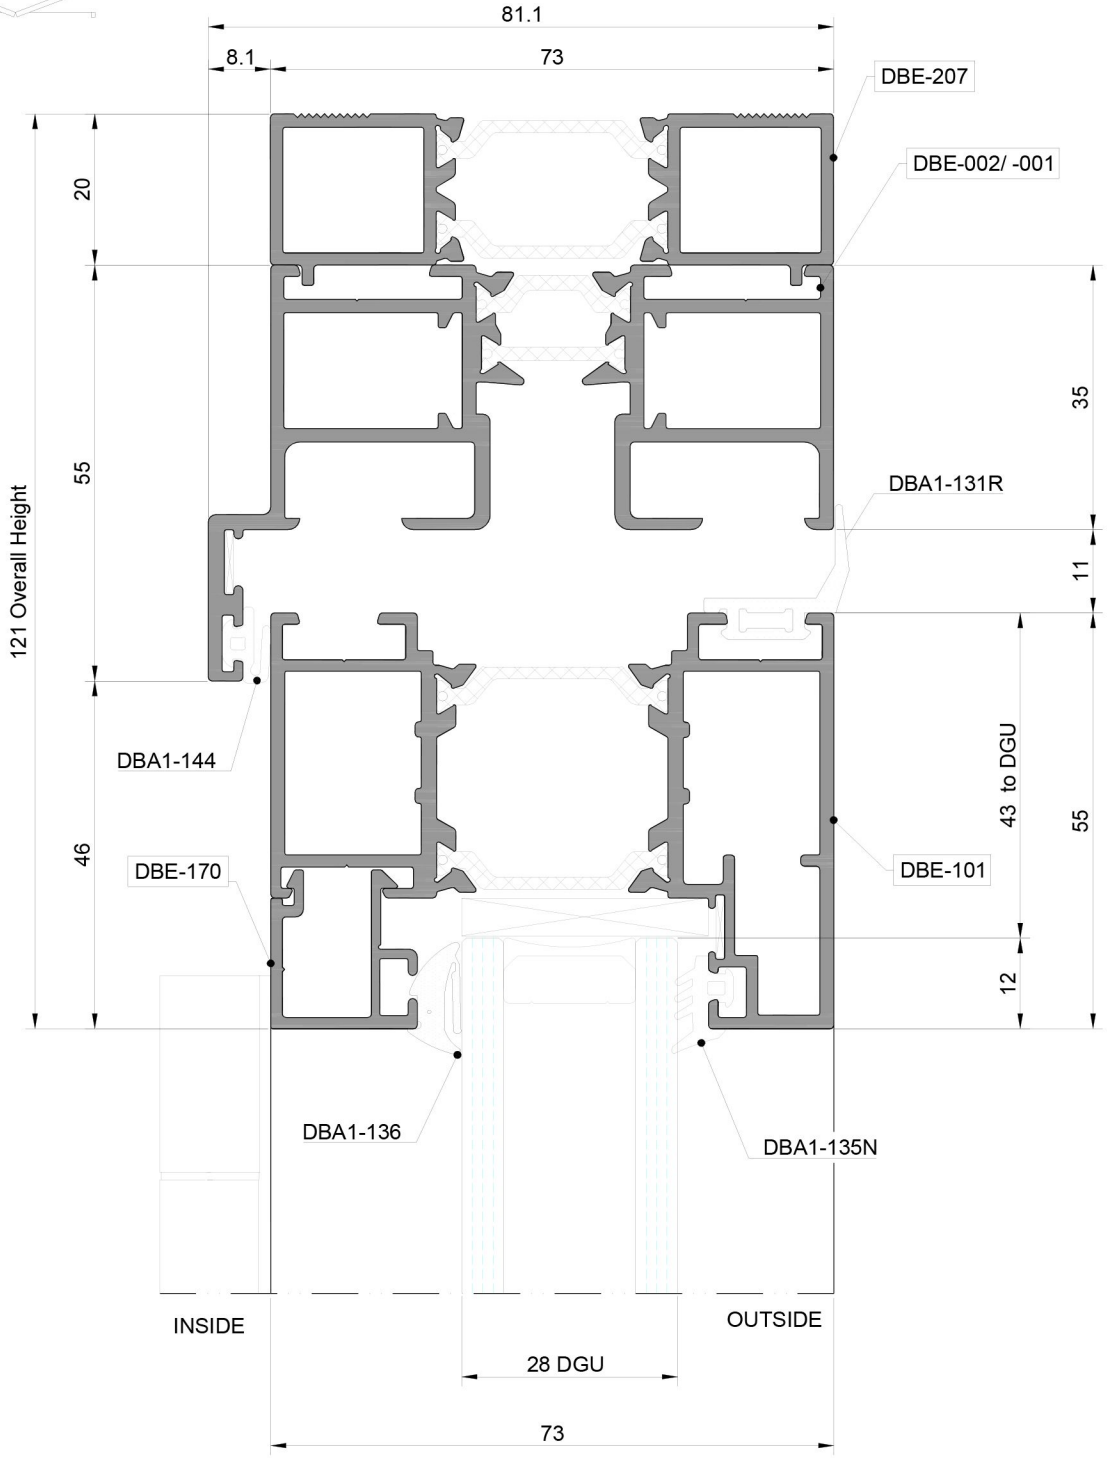 81.1
8.1
73
DBE-207
DBE-002/ -001
20
55
35
DBA1-131R
121 Overall Height
11
DBA1-144
43 to DGU
55
46
DBE-170
DBE-101
12
DBA1-136
DBA1-135N
INSIDE
OUTSIDE
28 DGU
73